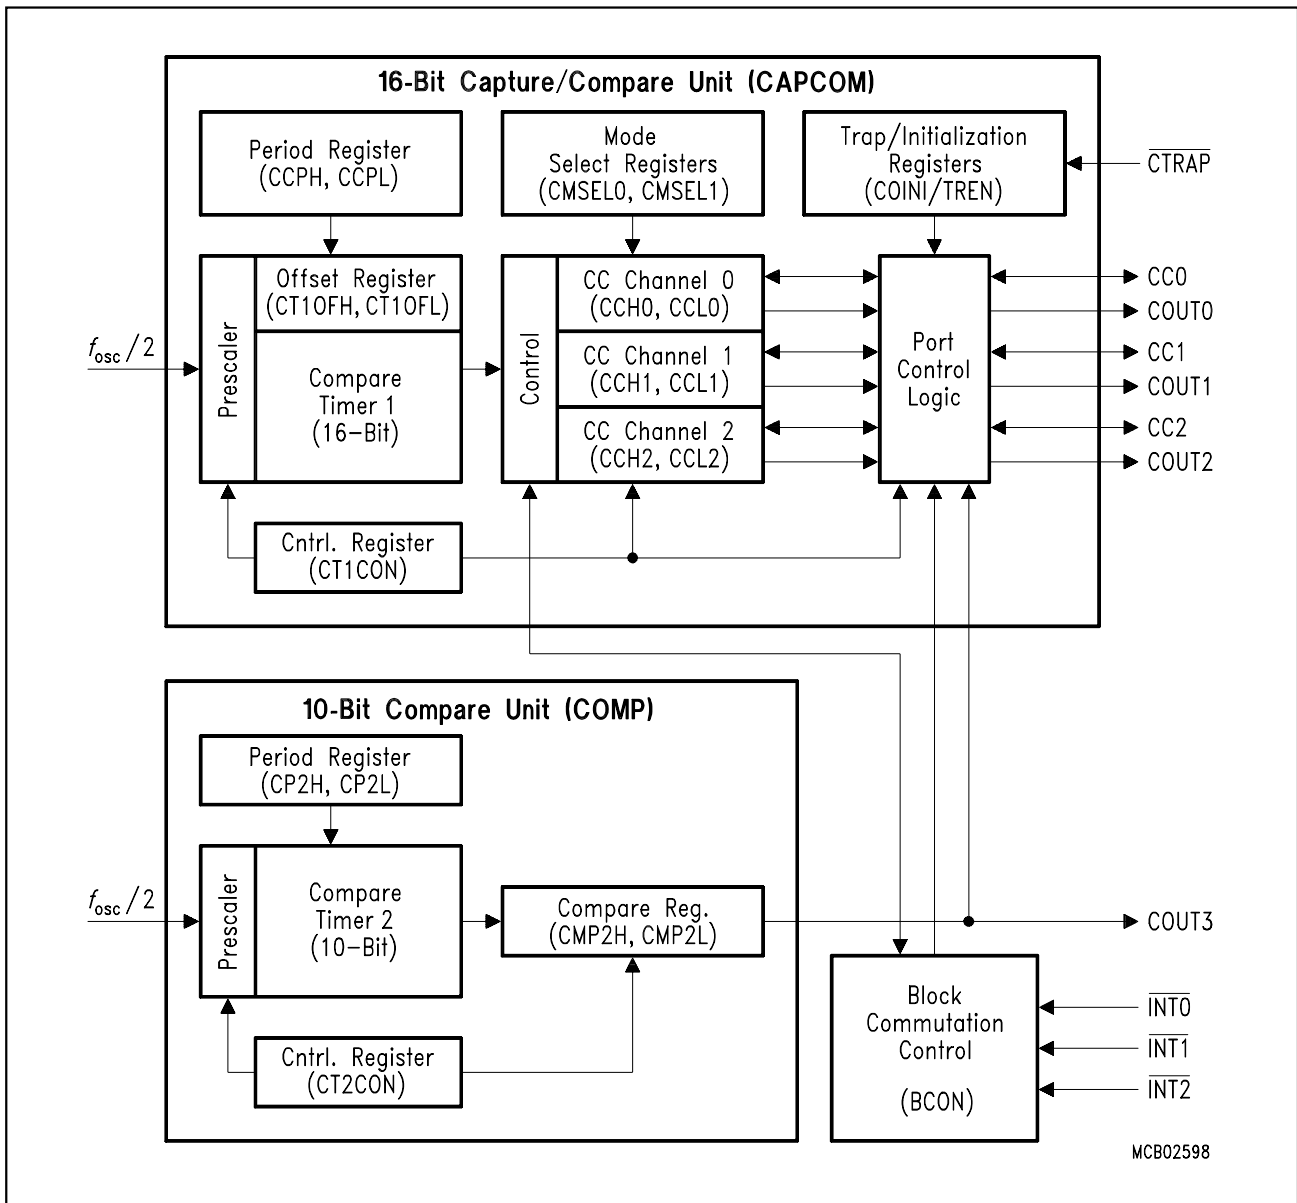 16-Bit Capture/Compare Unit (CAPCOM)
Period Register
(CCPH, CCPL)
Mode
Select Registers
(CMSEL0, CMSEL1)
Trap/Initialization
Registers
(COINI/TREN)
CTRAP
Prescaler
Offset Register
(CT1OFH, CT1OFL)
Compare
Timer 1
(16-Bit)
fosc/2
Control
CC Channel 0
(CCH0, CCL0)
CC Channel 1
(CCH1, CCL1)
CC Channel 2
(CCH2, CCL2)
Port
Control
Logic
CC0
COUT0
CC1
COUT1
CC2
COUT2
Cntrl. Register
(CT1CON)
10-Bit Compare Unit (COMP)
Period Register
(CP2H, CP2L)
fosc/2
Prescaler
Compare
Timer 2
(10-Bit)
Compare Reg.
(CMP2H, CMP2L)
COUT3
Cntrl. Register
(CT2CON)
Block
Commutation
Control
(BCON)
INT0
INT1
INT2
MCB02598